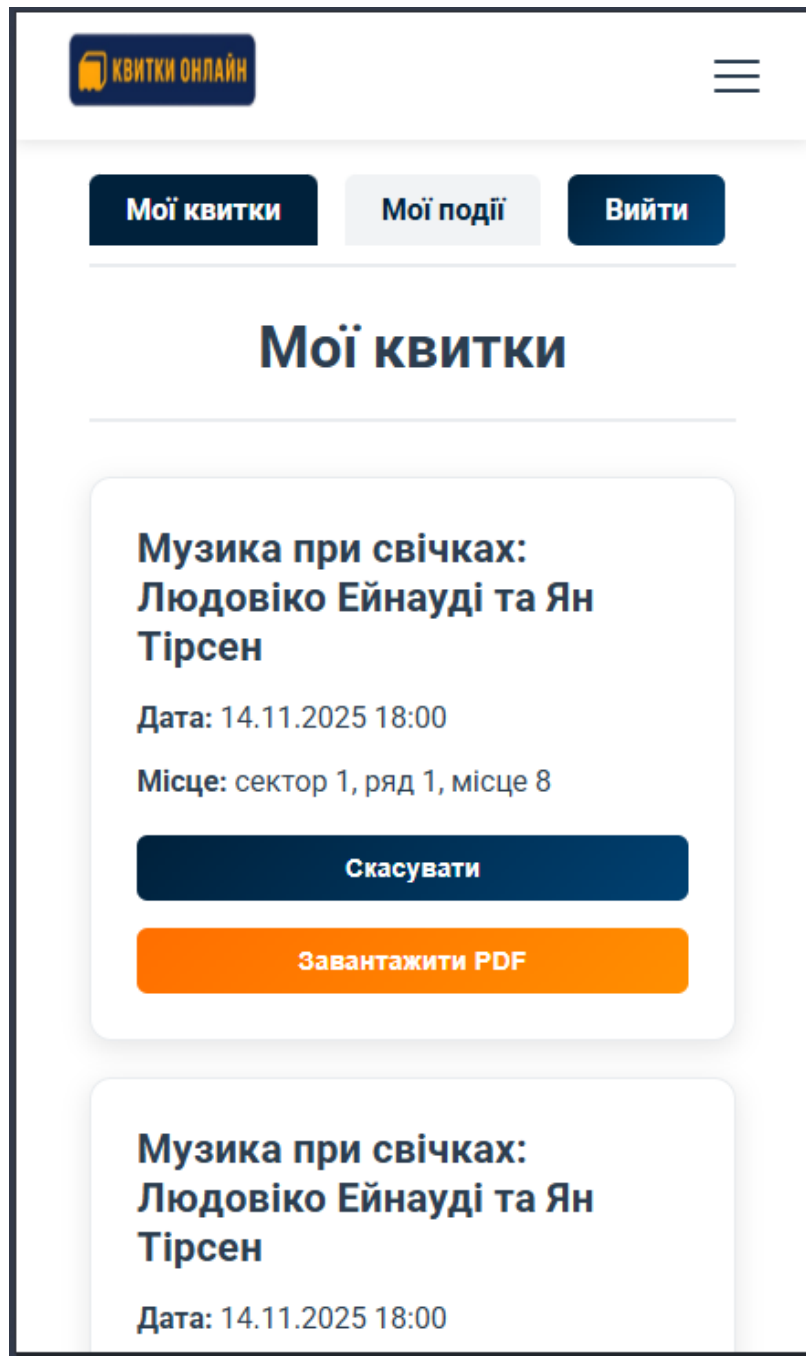 КВИТКИ ОНЛАЙН
Мої квитки
Мої події
Вийти
Мої квитки
Музика при свічках:
Людовіко Ейнауді та Ян
Тірсен
Дата: 14.11.2025 18:00
Місце: сектор 1, ряд 1, місце 8
Скасувати
Завантажити PDF
Музика при свічках:
Людовіко Ейнауді та Ян
Тірсен
Дата: 14.11.2025 18:00